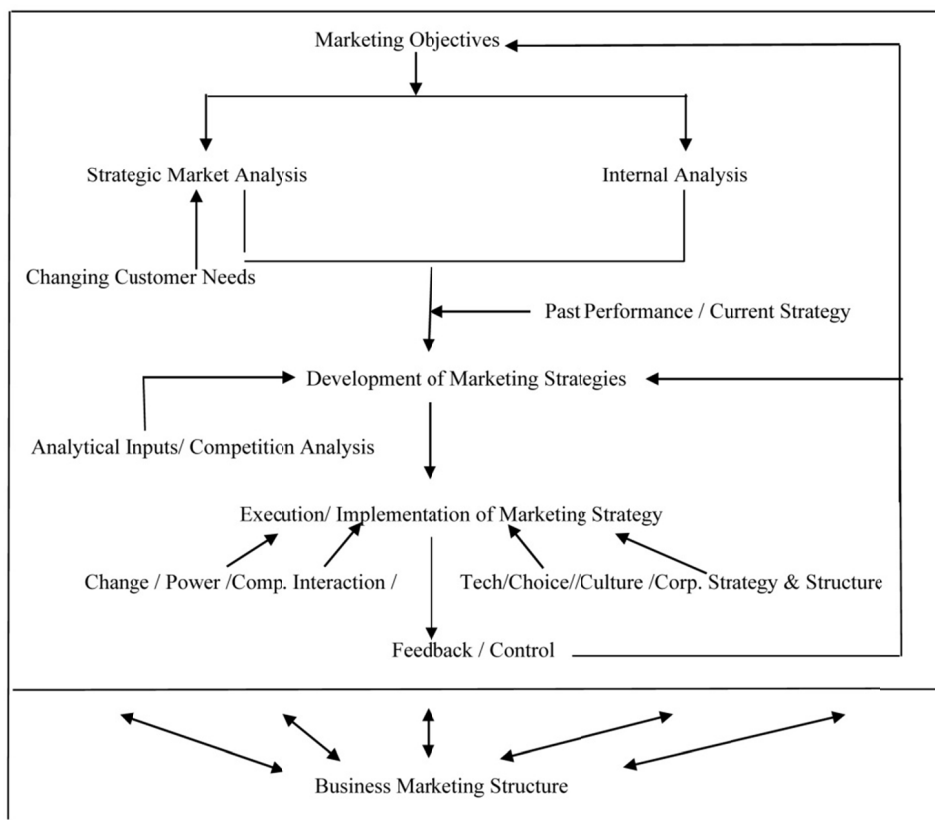 Marketing Objectives
Strategic Market Analysis
Internal Analysis
Changing Customer Needs
Past Performance / Current Strategy
Development of Marketing Strategies
Analytical Inputs/ Competition Analysis
Execution/ Implementation of Marketing Strategy
Change / Power /Comp. Interaction /
Tech/Choice//Culture /Corp. Strategy & Structure
Feedback / Control
Business Marketing Structure